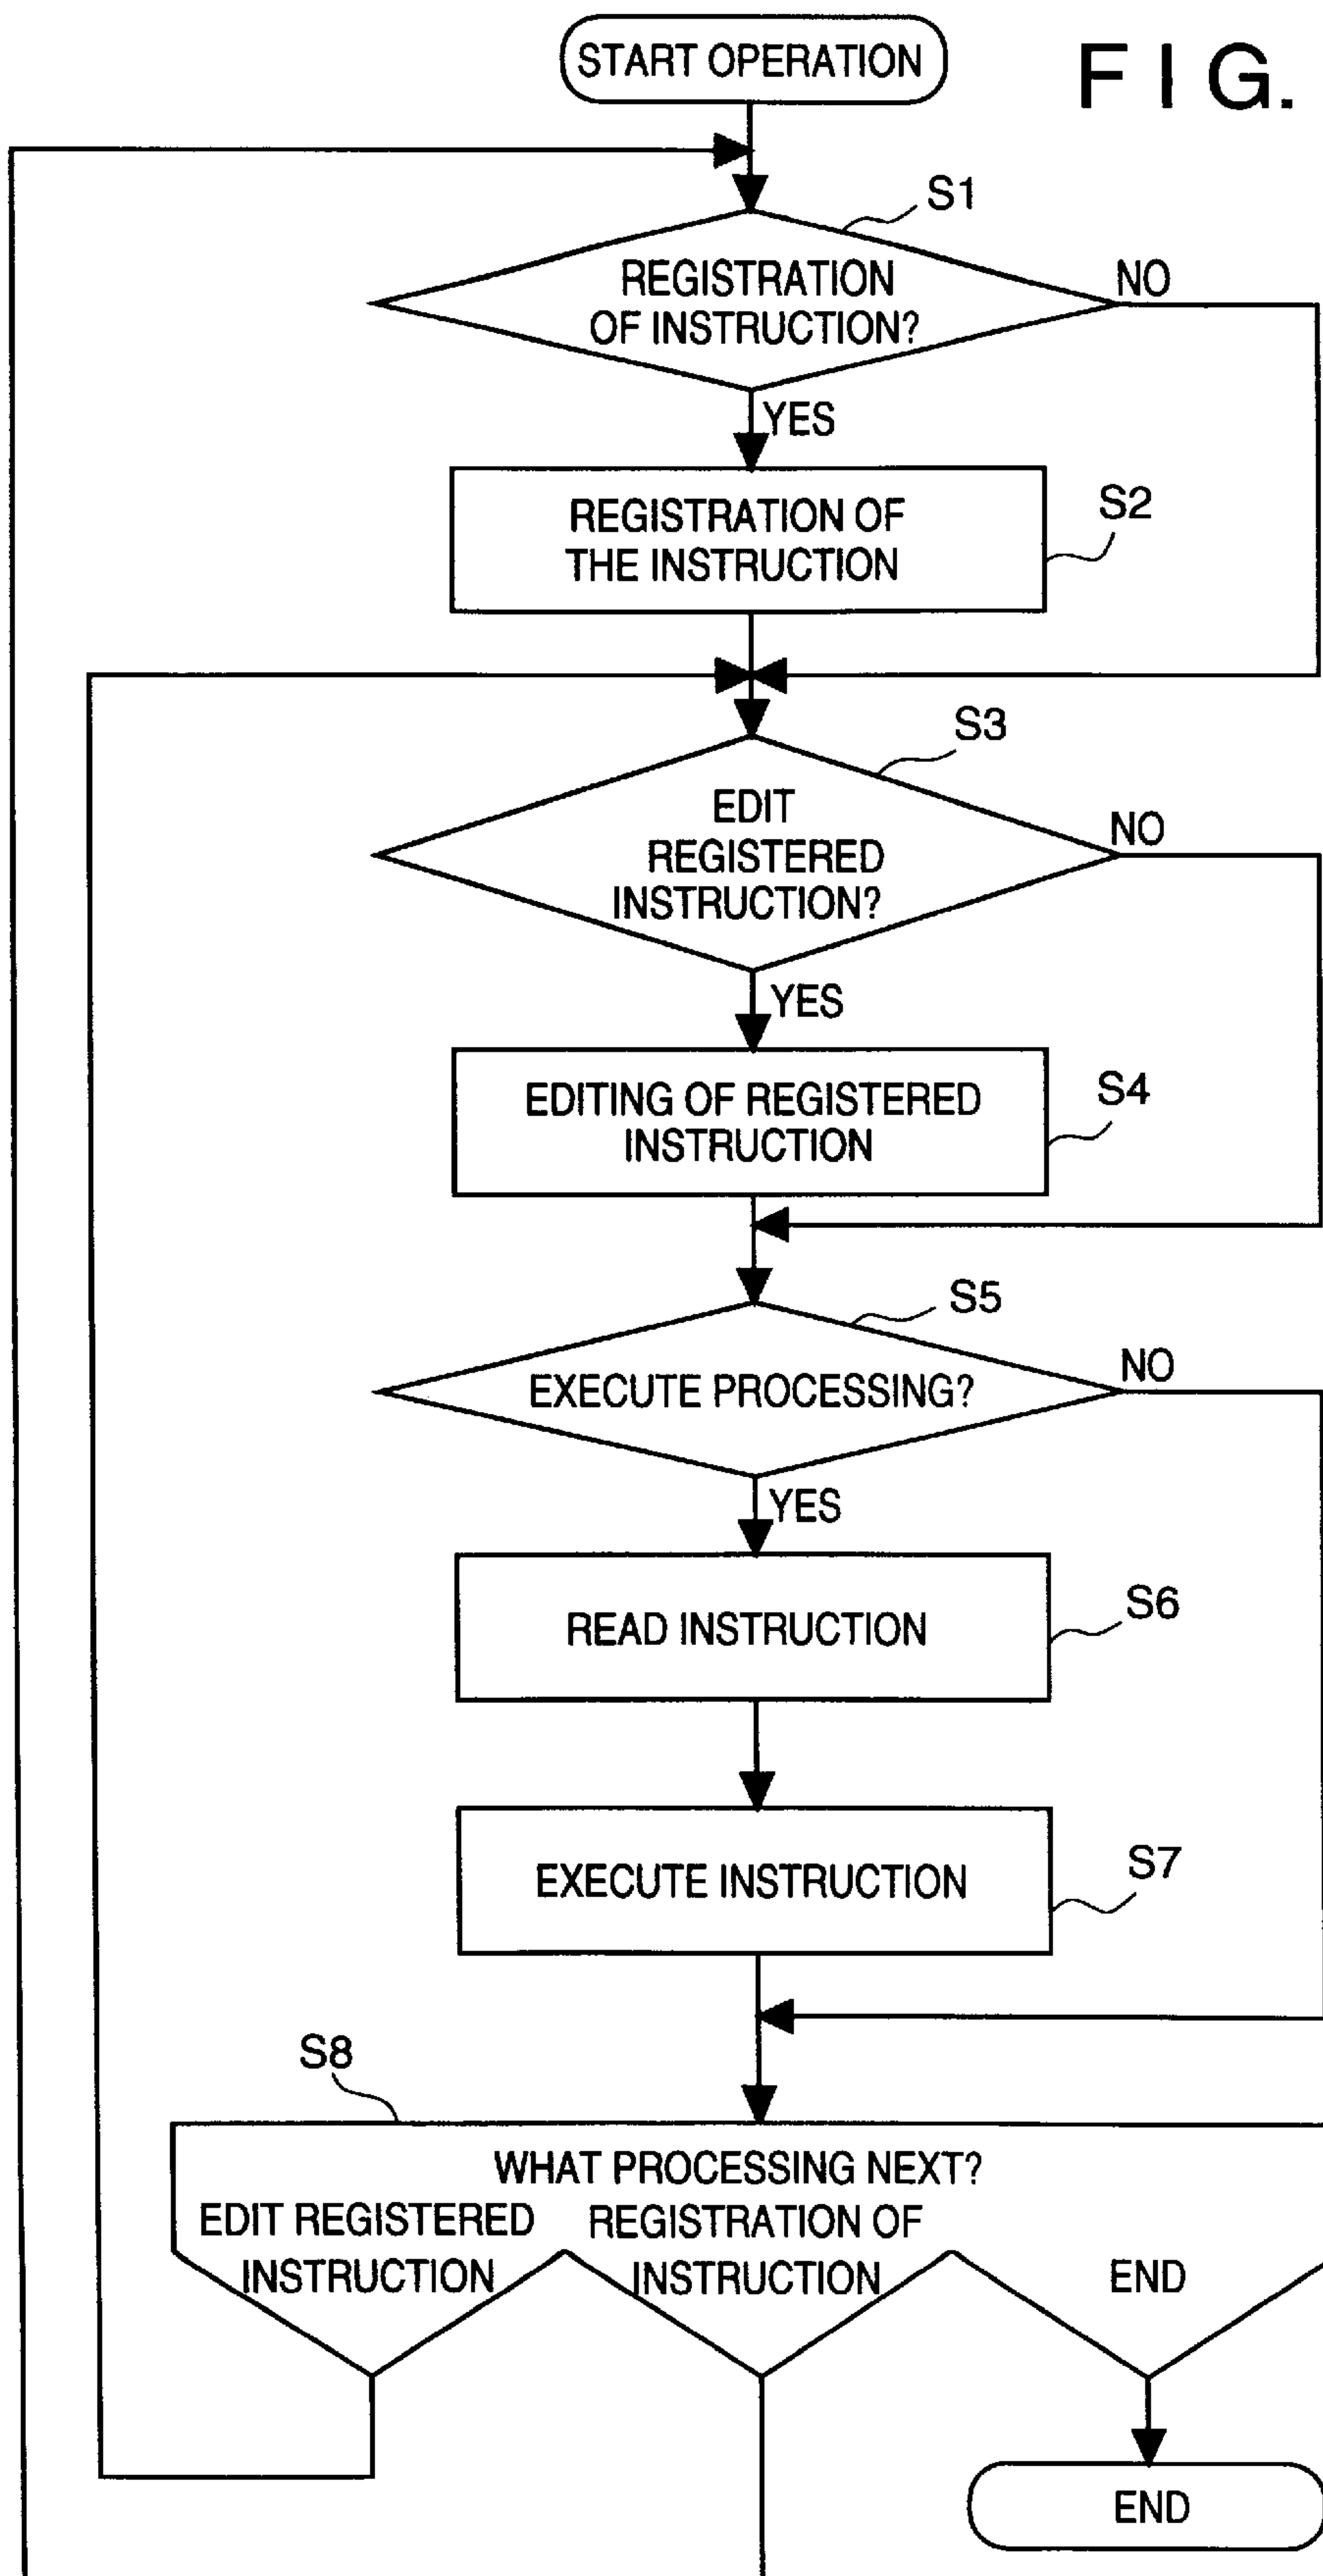 START OPERATION
FIG.
S1
REGISTRATION
OF INSTRUCTION?
NO
YES
REGISTRATION OF
THE INSTRUCTION
S2
S3
EDIT
REGISTERED
INSTRUCTION?
NO
YES
EDITING OF REGISTERED
INSTRUCTION
S4
S5
EXECUTE PROCESSING?
NO
YES
READ INSTRUCTION
S6
EXECUTE INSTRUCTION
S7
S8
WHAT PROCESSING NEXT?
EDIT REGISTERED
INSTRUCTION
REGISTRATION OF
INSTRUCTION
END
END